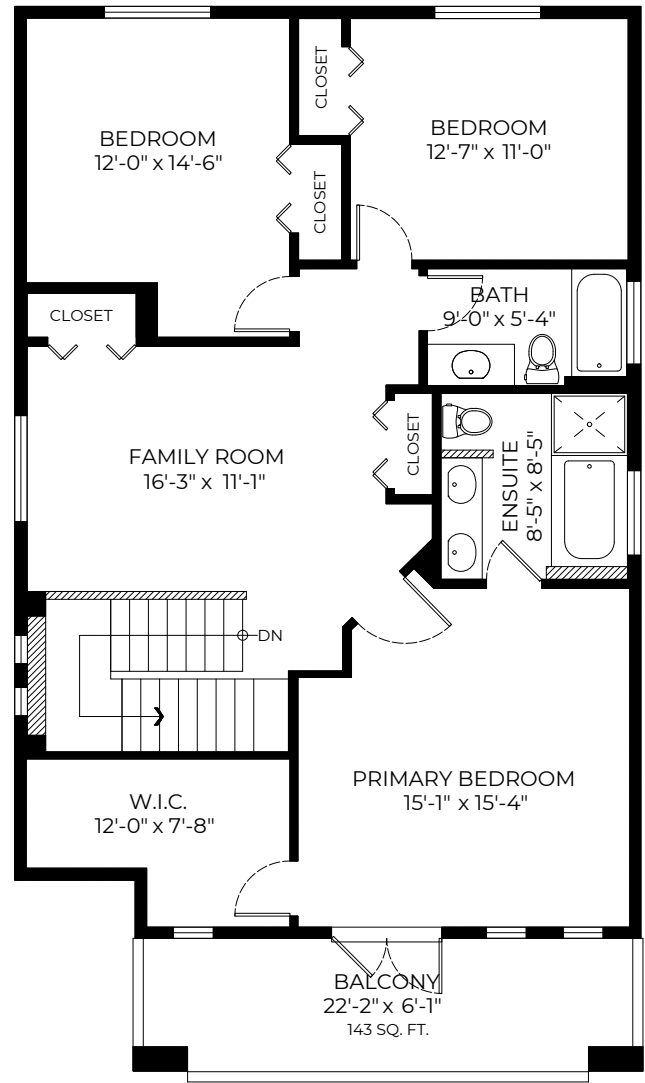 CLOSET
BEDROOM
12'-0" x 14'-6"
BEDROOM
12'-7" x 11'-0"
CLOSET
CLOSET
BATH
9'-0" x 5'-4"
FAMILY ROOM
16'-3" x 11'-1"
CLOSET
ENSUITE
8'-5" x 8'-5"
DN
PRIMARY BEDROOM
15'-1" x 15'-4"
W.I.C.
12'-0" x 7'-8"
BALCONY
22'-2" x 6'-1"
143 SQ. FT.